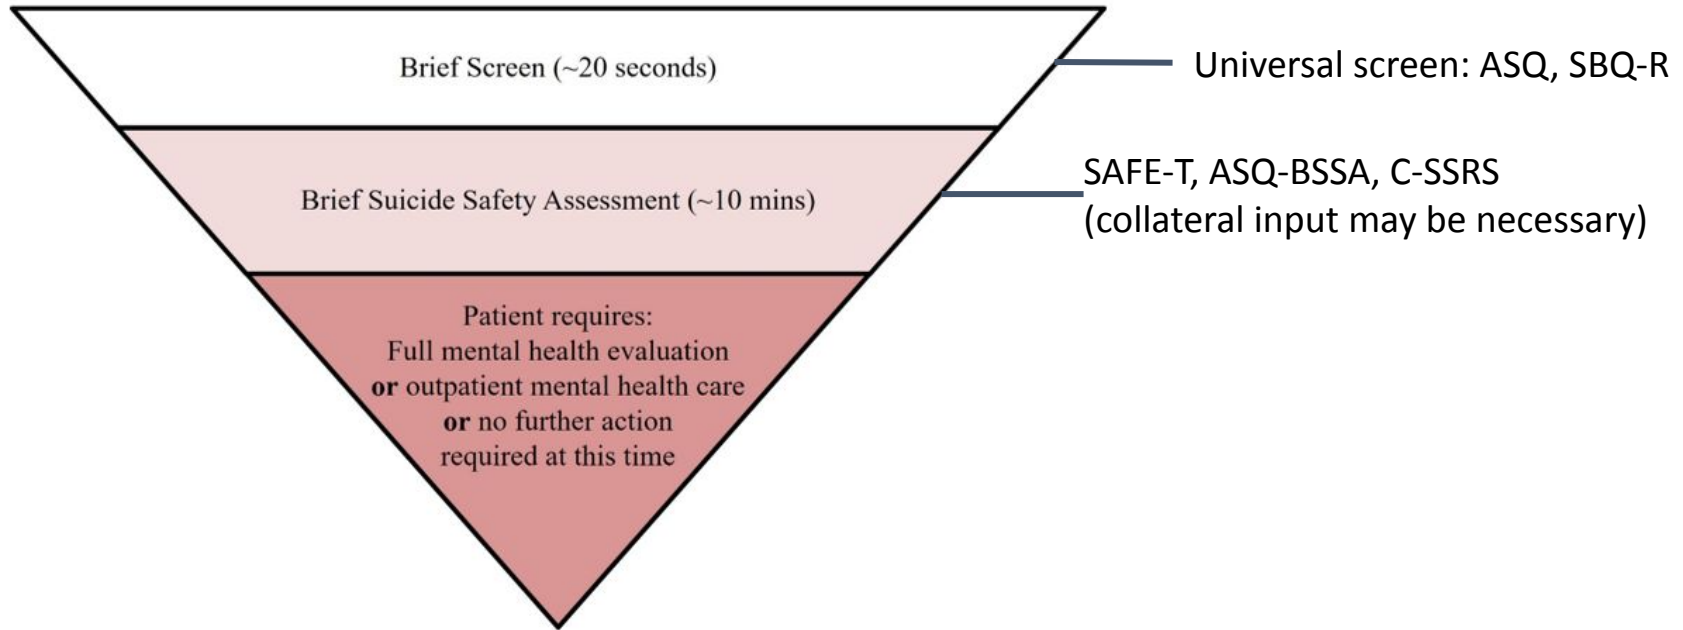 Brief Screen (~20 seconds)
Universal screen: ASQ, SBQ-R
Brief Suicide Safety Assessment (~10 mins)
SAFE-T, ASQ-BSSA, C-SSRS
(collateral input may be necessary)
Patient requires:
Full mental health evaluation
or outpatient mental health care
or no further action
required at this time